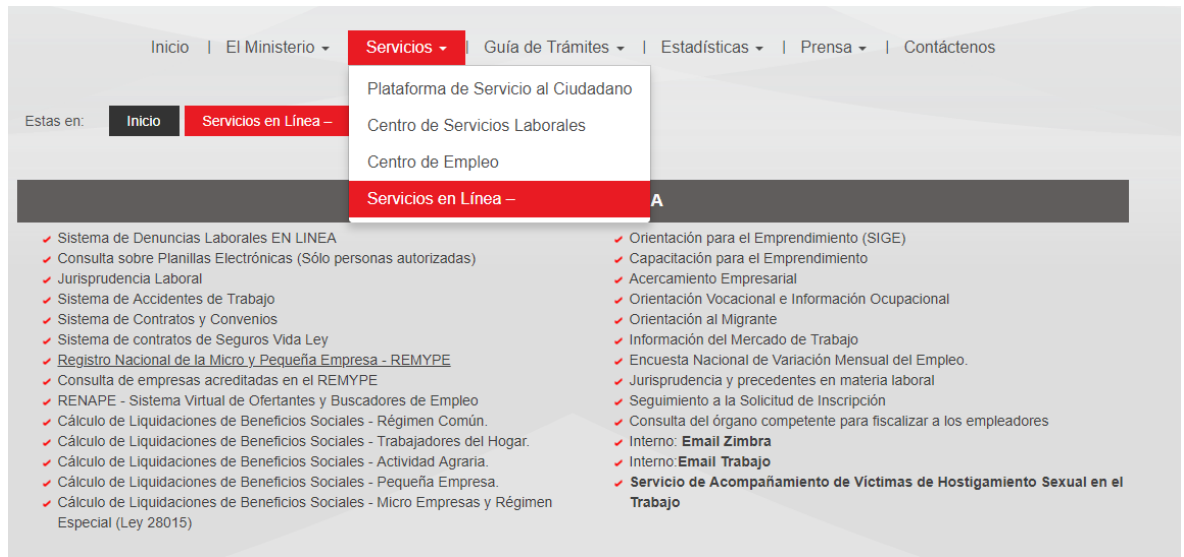 Inicio | El Ministerio | Servicios | Guía de Trámites | Estadísticas | Prensa | Contáctenos
Plataforma de Servicio al Ciudadano
Centro de Servicios Laborales
Centro de Empleo
Servicios en Línea –
Estas en: Inicio Servicios en Línea –
A
Sistema de Denuncias Laborales EN LINEA
Consulta sobre Planillas Electrónicas (Sólo personas autorizadas)
Jurisprudencia Laboral
Sistema de Accidentes de Trabajo
Sistema de Contratos y Convenios
Sistema de contratos de Seguros Vida Ley
Registro Nacional de la Micro y Pequeña Empresa - REMYPE
Consulta de empresas acreditadas en el REMYPE
RENAPE - Sistema Virtual de Ofertantes y Buscadores de Empleo
Cálculo de Liquidaciones de Beneficios Sociales - Régimen Común.
Cálculo de Liquidaciones de Beneficios Sociales - Trabajadores del Hogar.
Cálculo de Liquidaciones de Beneficios Sociales - Actividad Agraria.
Cálculo de Liquidaciones de Beneficios Sociales - Pequeña Empresa.
Cálculo de Liquidaciones de Beneficios Sociales - Micro Empresas y Régimen
Especial (Ley 28015)
Orientación para el Emprendimiento (SIGE)
Capacitación para el Emprendimiento
Acercamiento Empresarial
Orientación Vocacional e Información Ocupacional
Orientación al Migrante
Información del Mercado de Trabajo
Encuesta Nacional de Variación Mensual del Empleo.
Jurisprudencia y precedentes en materia laboral
Seguimiento a la Solicitud de Inscripción
Consulta del órgano competente para fiscalizar a los empleadores
Interno: Email Zimbra
Interno:Email Trabajo
Servicio de Acompañamiento de Víctimas de Hostigamiento Sexual en el
Trabajo